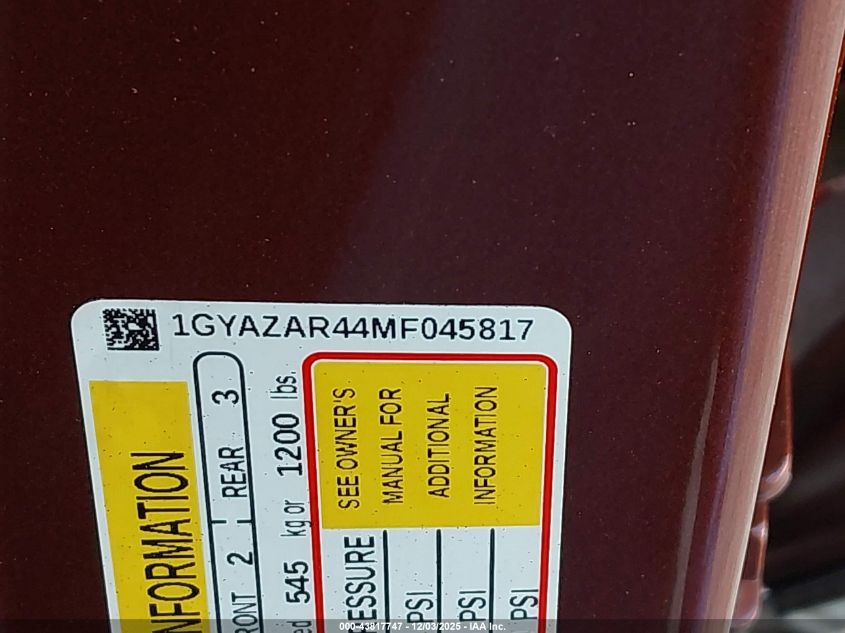 1GYAZAR44MF045817
INFORMATION
FRONT 2 REAR 3
545 kg or 1200 lbs.
SEE OWNER'S
MANUAL FOR
ADDITIONAL
INFORMATION
PRESSURE
PSI
PSI
PSI
000-43817747 - 12/03/2025 - IAA Inc.